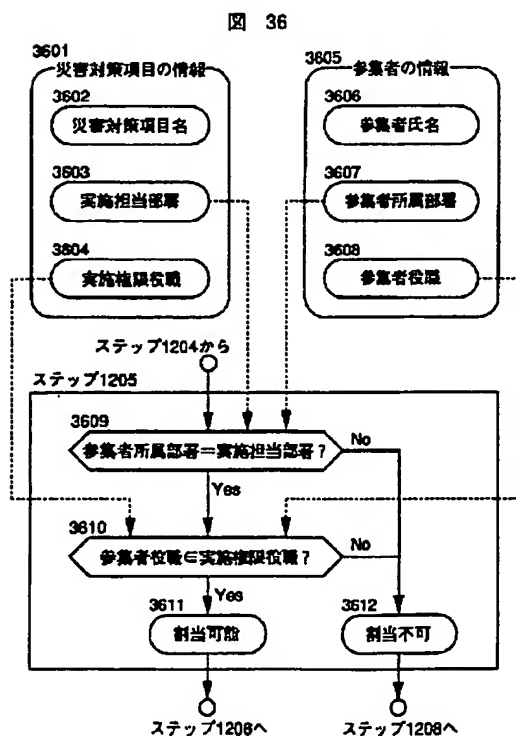 図 36
3601
災害対策項目の情報
3602
災害対策項目名
3603
実施担当部署
3604
実施権限役職
3605
参集者の情報
3606
参集者氏名
3607
参集者所属部署
3608
参集者役職
ステップ1204から
ステップ1205
3609
参集者所属部署=実施担当部署?
No
Yes
3610
参集者役職∈実施権限役職?
No
Yes
3611
割当可能
3612
割当不可
ステップ1206へ
ステップ1208へ